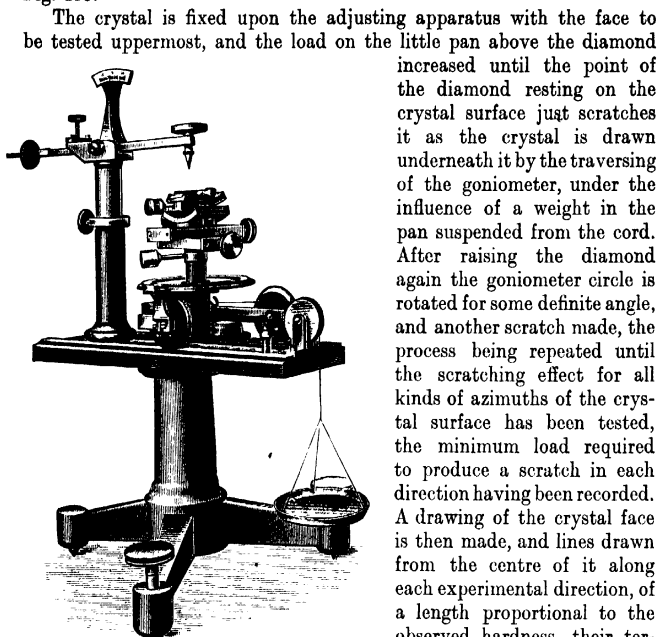 The crystal is fixed upon the adjusting apparatus with the face to
be tested uppermost, and the load on the little pan above the diamond
increased until the point of
the diamond resting on the
crystal surface just scratches
it as the crystal is drawn
underneath it by the traversing
of the goniometer, under the
influence of a weight in the
pan suspended from the cord.
After raising the diamond
again the goniometer circle is
rotated for some definite angle,
and another scratch made, the
process being repeated until
the scratching effect for all
kinds of azimuths of the crys-
tal surface has been tested,
the minimum load required
to produce a scratch in each
direction having been recorded.
A drawing of the crystal face
is then made, and lines drawn
from the centre of it along
each experimental direction, of
a length proportional to the
observed hardness, their ter-